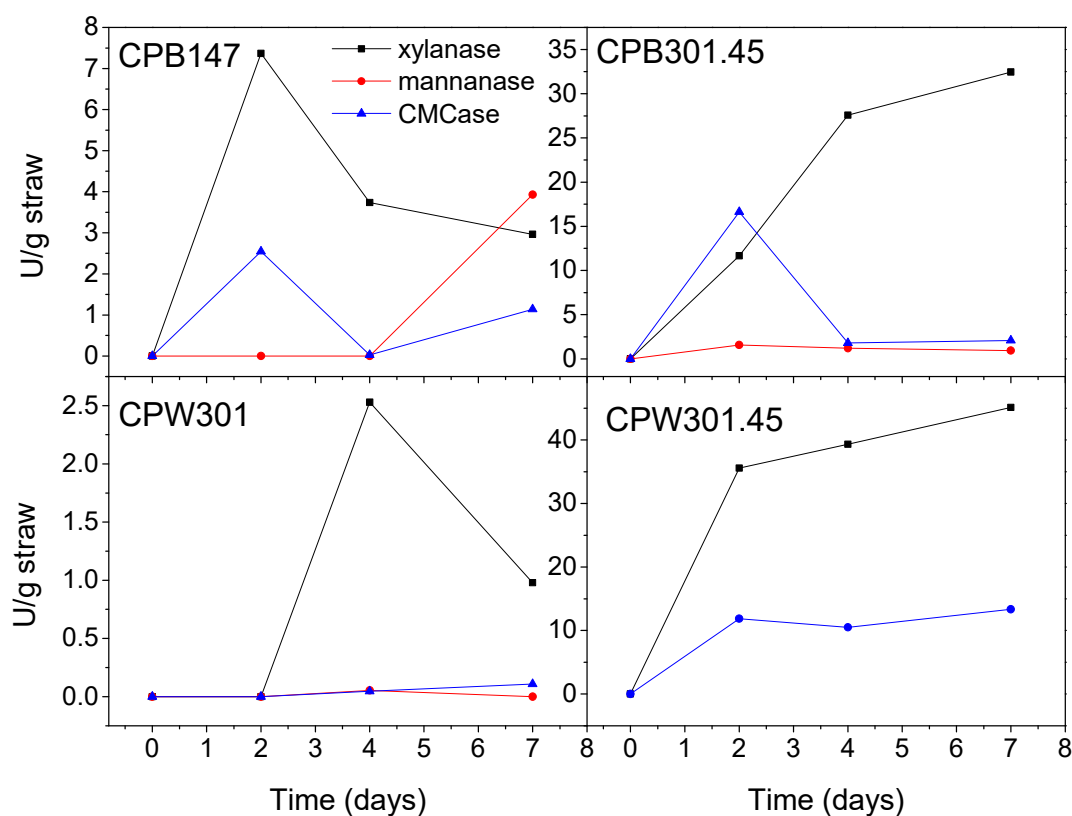 CPB147
xylanase
mannanase
CMCase
8
7
6
5
4
3
2
1
0
U/g straw
CPB301.45
35
30
25
20
15
10
5
0
CPW301
2.5
2.0
1.5
1.0
0.5
0.0
U/g straw
0 1 2 3 4 5 6 7 8
Time (days)
CPW301.45
40
30
20
10
0
0 1 2 3 4 5 6 7 8
Time (days)